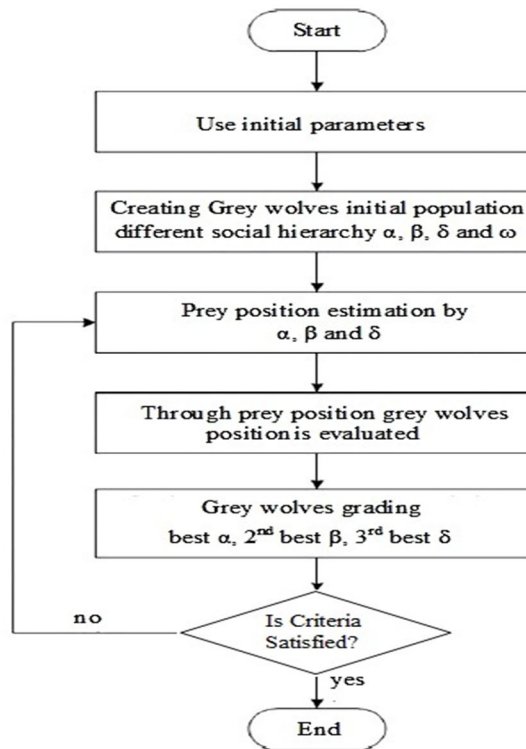 Start
Use initial parameters
Creating Grey wolves initial population
different social hierarchy α, β, δ and ω
Prey position estimation by
α, β and δ
Through prey position grey wolves
position is evaluated
Grey wolves grading
best α, 2nd best β, 3rd best δ
Is Criteria
Satisfied?
no
yes
End